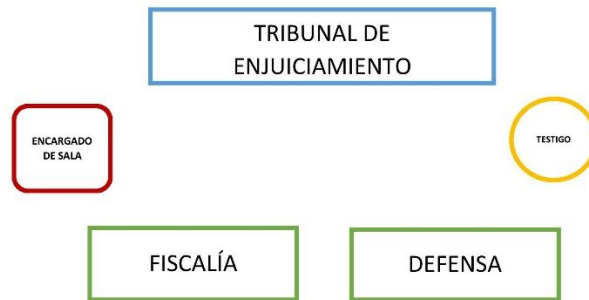 TRIBUNAL DE
ENJUICIAMIENTO
ENCARGADO
DE SALA
TESTIGO
FISCALÍA
DEFENSA